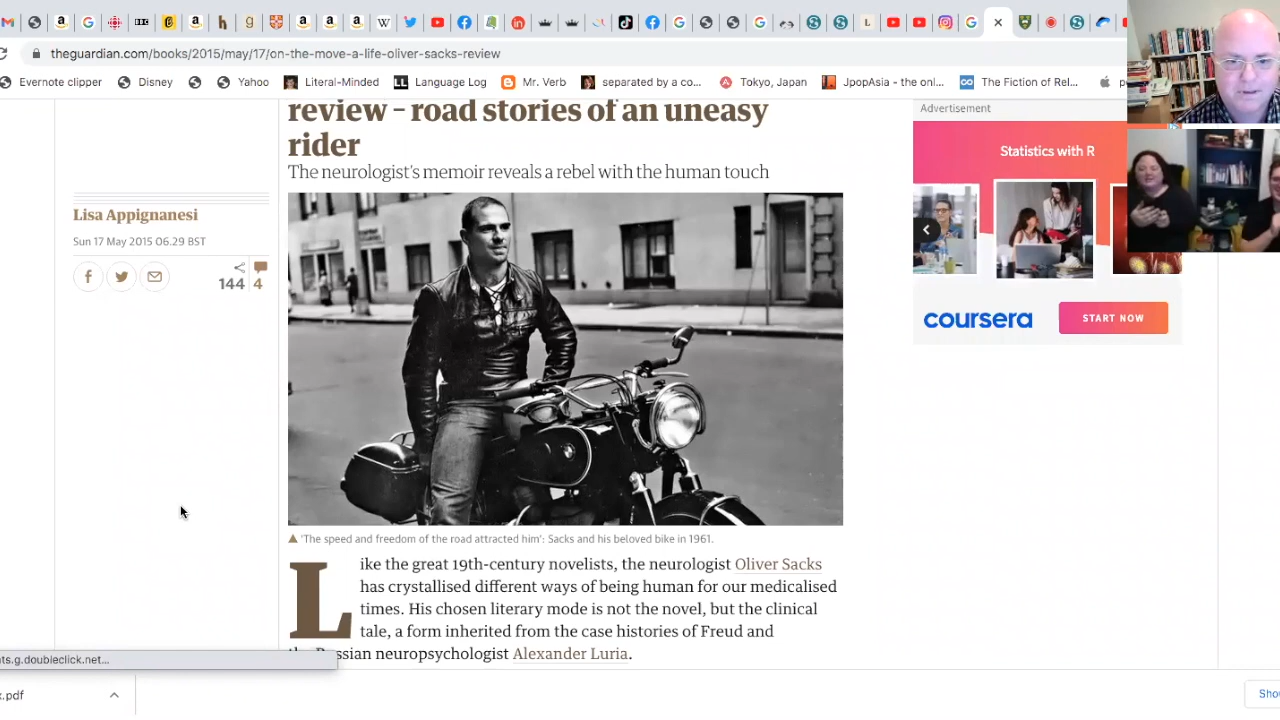 theguardian.com/books/2015/may/17/on-the-move-a-life-oliver-sacks-review
Evernote clipper Disney Yahoo Literal-Minded Language Log Mr. Verb separated by a co... Tokyo, Japan JpopAsia - the onl... The Fiction of Rel...
review – road stories of an uneasy
rider
The neurologist's memoir reveals a rebel with the human touch
Lisa Appignanesi
Sun 17 May 2015 06.29 BST
144 4
'The speed and freedom of the road attracted him': Sacks and his beloved bike in 1961.
Like the great 19th-century novelists, the neurologist Oliver Sacks
has crystallised different ways of being human for our medicalised
times. His chosen literary mode is not the novel, but the clinical
tale, a form inherited from the case histories of Freud and
Russian neuropsychologist Alexander Luria.
Advertisement
Statistics with R
coursera START NOW
ts.g.doubleclick.net...
.pdf